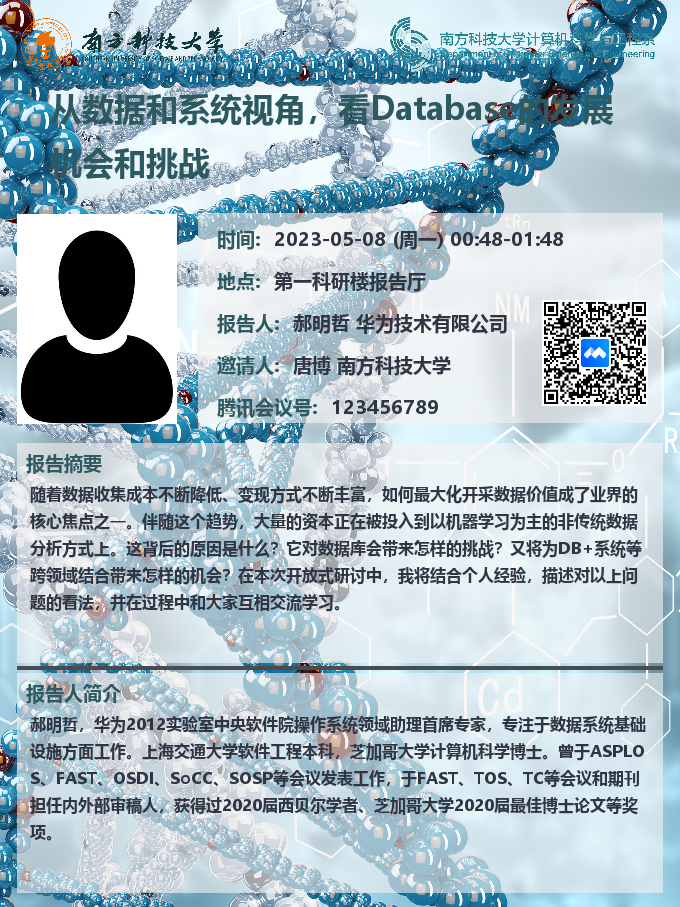 南方科技大学
南方科技大学计算机科学与工程系
从数据和系统视角，看Database的发展
机会和挑战
时间: 2023-05-08 (周一) 00:48-01:48
地点: 第一科研楼报告厅
报告人: 郝明哲 华为技术有限公司
邀请人: 唐博 南方科技大学
腾讯会议号: 123456789
报告摘要
随着数据收集成本不断降低、变现方式不断丰富，如何最大化开采数据价值成了业界的
核心焦点之一。伴随这个趋势，大量的资本正在被投入到以机器学习为主的非传统数据
分析方式上。这背后的原因是什么？它对数据库会带来怎样的挑战？又将为DB+系统等
跨领域结合带来怎样的机会？在本次开放式研讨中，我将结合个人经验，描述对以上问
题的看法，并在过程中和大家互相交流学习。
报告人简介
郝明哲，华为2012实验室中央软件院操作系统领域助理首席专家，专注于数据系统基础
设施方面工作。上海交通大学软件工程本科，芝加哥大学计算机科学博士。曾于ASPLO
S、FAST、OSDI、SoCC、SOSP等会议发表工作，于FAST、TOS、TC等会议和期刊
担任内外部审稿人，获得过2020届西贝尔学者、芝加哥大学2020届最佳博士论文等奖
项。
NM
Cd